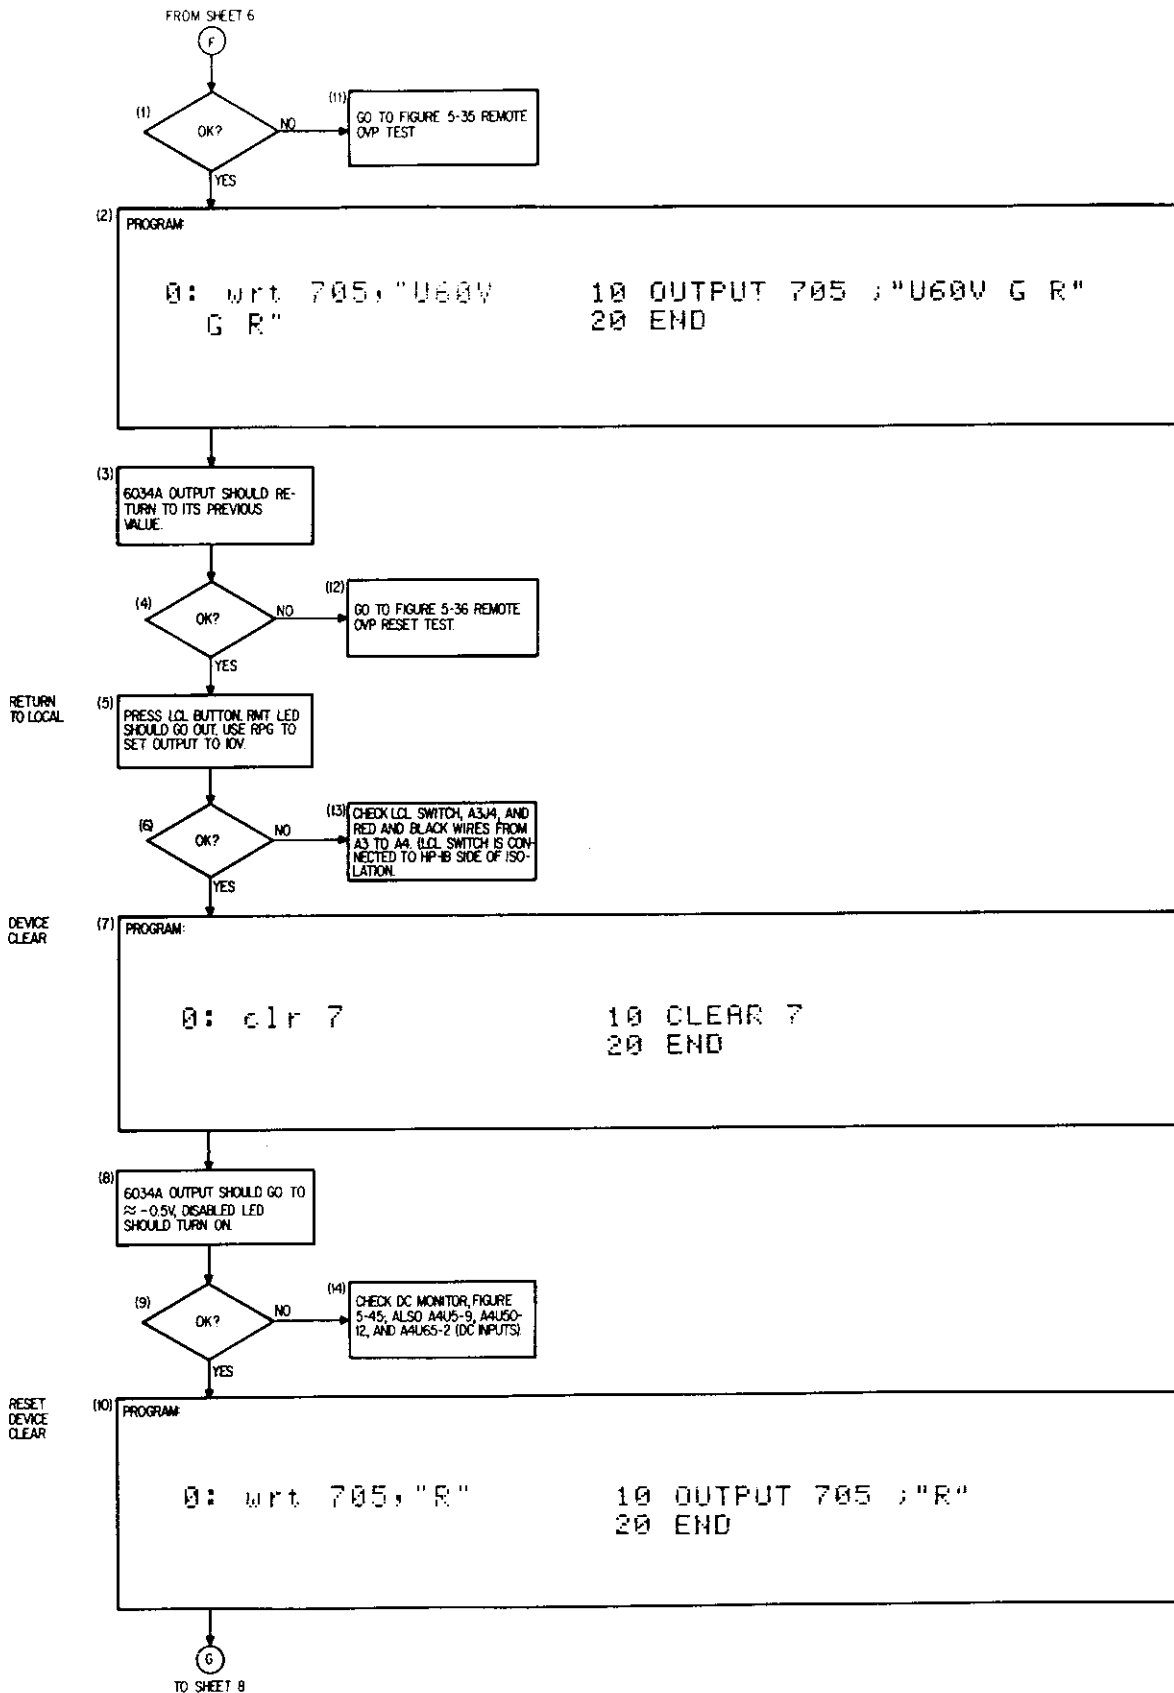 FROM SHEET 6
F
(1)
OK?
NO
YES
(11)
GO TO FIGURE 5-35 REMOTE
OVP TEST
(2)
PROGRAM:
0: wrt 705,"U60V
G R"
10 OUTPUT 705 ;"U60V G R"
20 END
(3)
6034A OUTPUT SHOULD RE-
TURN TO ITS PREVIOUS
VALUE.
(4)
OK?
NO
YES
(12)
GO TO FIGURE 5-36 REMOTE
OVP RESET TEST.
RETURN
TO LOCAL
(5)
PRESS LCL BUTTON. RMT LED
SHOULD GO OUT. USE RPG TO
SET OUTPUT TO 10V.
(6)
OK?
NO
YES
(13)
CHECK LCL SWITCH, A3J4, AND
RED AND BLACK WIRES FROM
A3 TO A4. (LCL SWITCH IS CON-
NECTED TO HP-IB SIDE OF ISO-
LATION.
DEVICE
CLEAR
(7)
PROGRAM:
0: clr 7
10 CLEAR 7
20 END
(8)
6034A OUTPUT SHOULD GO TO
≈ -0.5V, DISABLED LED
SHOULD TURN ON.
(9)
OK?
NO
YES
(14)
CHECK DC MONITOR, FIGURE
5-45; ALSO A4U5-9, A4U50-
12, AND A4U65-2 (DC INPUTS).
RESET
DEVICE
CLEAR
(10)
PROGRAM:
0: wrt 705,"R"
10 OUTPUT 705 ;"R"
20 END
G
TO SHEET 8